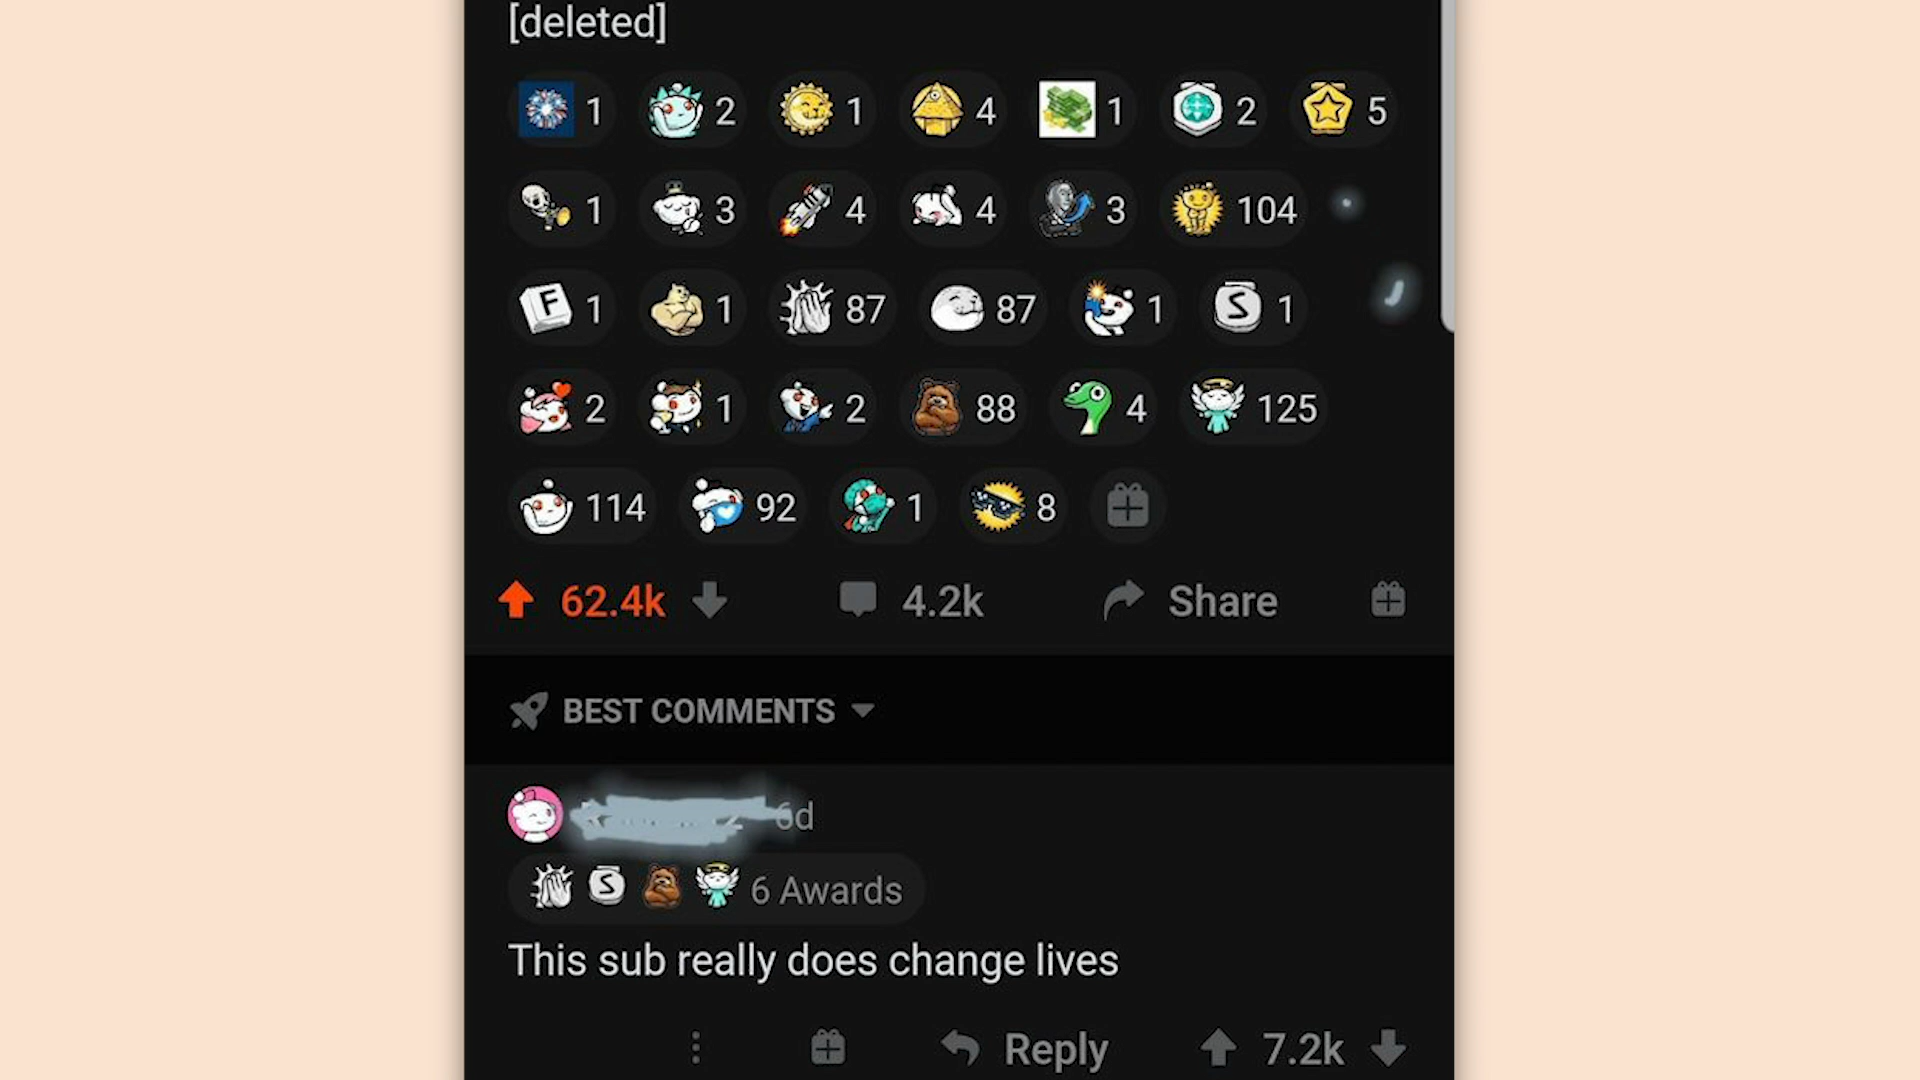 [deleted]
1 2 1 4 1 2 5
1 3 4 4 3 104
F 1 1 87 87 1 S 1
2 1 2 88 4 125
114 92 1 8
62.4k 4.2k Share
BEST COMMENTS
6d
S 6 Awards
This sub really does change lives
Reply 7.2k